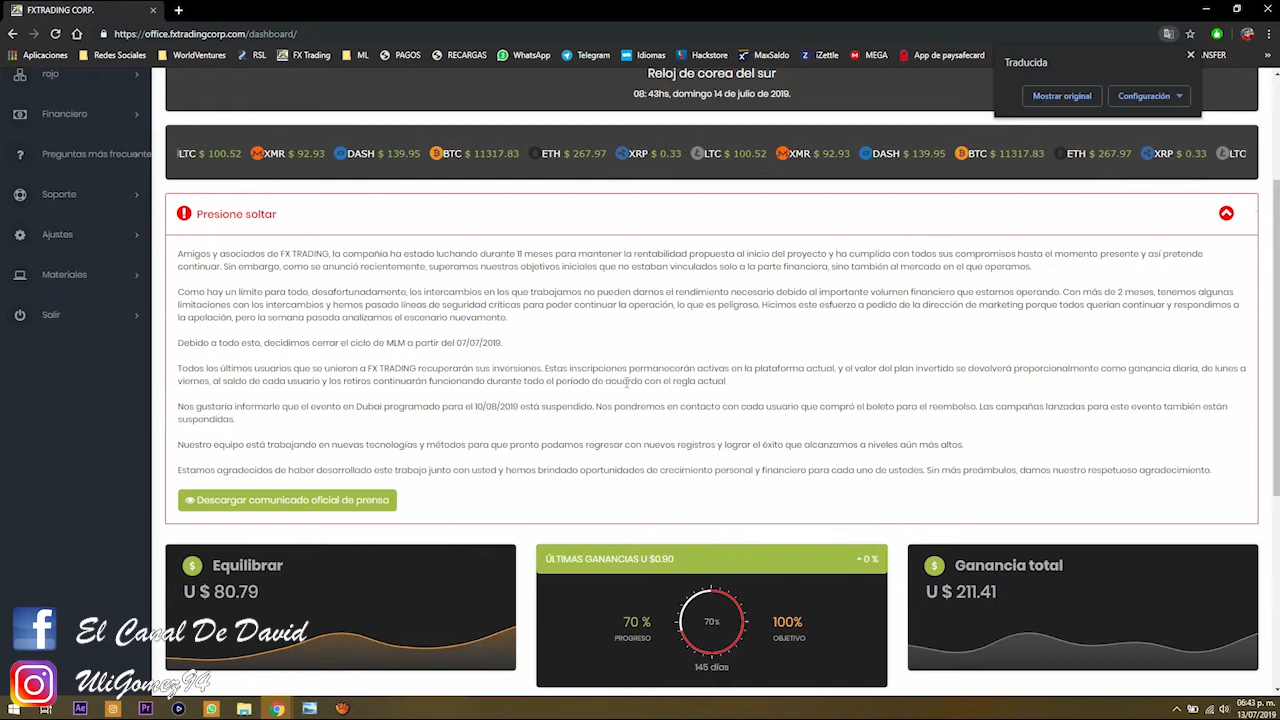 FXTRADING CORP.
https://office.fxtradingcorp.com/dashboard/
Aplicaciones Redes Sociales WorldVentures RSL FX Trading ML PAGOS RECARGAS WhatsApp Telegram Idiomas Hackstore MaxSaldo iZettle MEGA App de paysafecard NSFER
Traducida
Mostrar original Configuración
rojo
Financiero
Preguntas más frecuente
Soporte
Ajustes
Materiales
Salir
Reloj de corea del sur
08: 43hs, domingo 14 de julio de 2019.
LTC $ 100.52 XMR $ 92.93 DASH $ 139.95 BTC $ 11317.83 ETH $ 267.97 XRP $ 0.33 LTC $ 100.52 XMR $ 92.93 DASH $ 139.95 BTC $ 11317.83 ETH $ 267.97 XRP $ 0.33 LTC
Presione soltar
Amigos y asociados de FX TRADING, la compañía ha estado luchando durante 11 meses para mantener la rentabilidad propuesta al inicio del proyecto y ha cumplido con todos sus compromisos hasta el momento presente y así pretende
continuar. Sin embargo, como se anunció recientemente, superamos nuestros objetivos iniciales que no estaban vinculados solo a la parte financiera, sino también al mercado en el que operamos.
Como hay un límite para todo, desafortunadamente, los intercambios en los que trabajamos no pueden darnos el rendimiento necesario debido al importante volumen financiero que estamos operando. Con más de 2 meses, tenemos algunas
limitaciones con los intercambios y hemos pasado líneas de seguridad críticas para poder continuar la operación, lo que es peligroso. Hicimos este esfuerzo a pedido de la dirección de marketing porque todos querían continuar y respondimos a
la apelación, pero la semana pasada analizamos el escenario nuevamente.
Debido a todo esto, decidimos cerrar el ciclo de MLM a partir del 07/07/2019.
Todos los últimos usuarios que se unieron a FX TRADING recuperarán sus inversiones. Estas inscripciones permanecerán activas en la plataforma actual, y el valor del plan invertido se devolverá proporcionalmente como ganancia diaria, de lunes a
viernes, al saldo de cada usuario y los retiros continuarán funcionando durante todo el período de acuerdo con el regla actual
Nos gustaría informarle que el evento en Dubai programado para el 10/08/2019 está suspendido. Nos pondremos en contacto con cada usuario que compró el boleto para el reembolso. Las campañas lanzadas para este evento también están
suspendidas.
Nuestro equipo está trabajando en nuevas tecnologías y métodos para que pronto podamos regresar con nuevos registros y lograr el éxito que alcanzamos a niveles aún más altos.
Estamos agradecidos de haber desarrollado este trabajo junto con usted y hemos brindado oportunidades de crecimiento personal y financiero para cada uno de ustedes. Sin más preámbulos, damos nuestro respetuoso agradecimiento.
Descargar comunicado oficial de prensa
Equilibrar
U $ 80.79
ÚLTIMAS GANANCIAS U $0.90 0 %
70 %
PROGRESO
70%
100%
OBJETIVO
145 días
Ganancia total
U $ 211.41
El Canal De David
UliGomez94
06:43 p. m.
13/07/2019